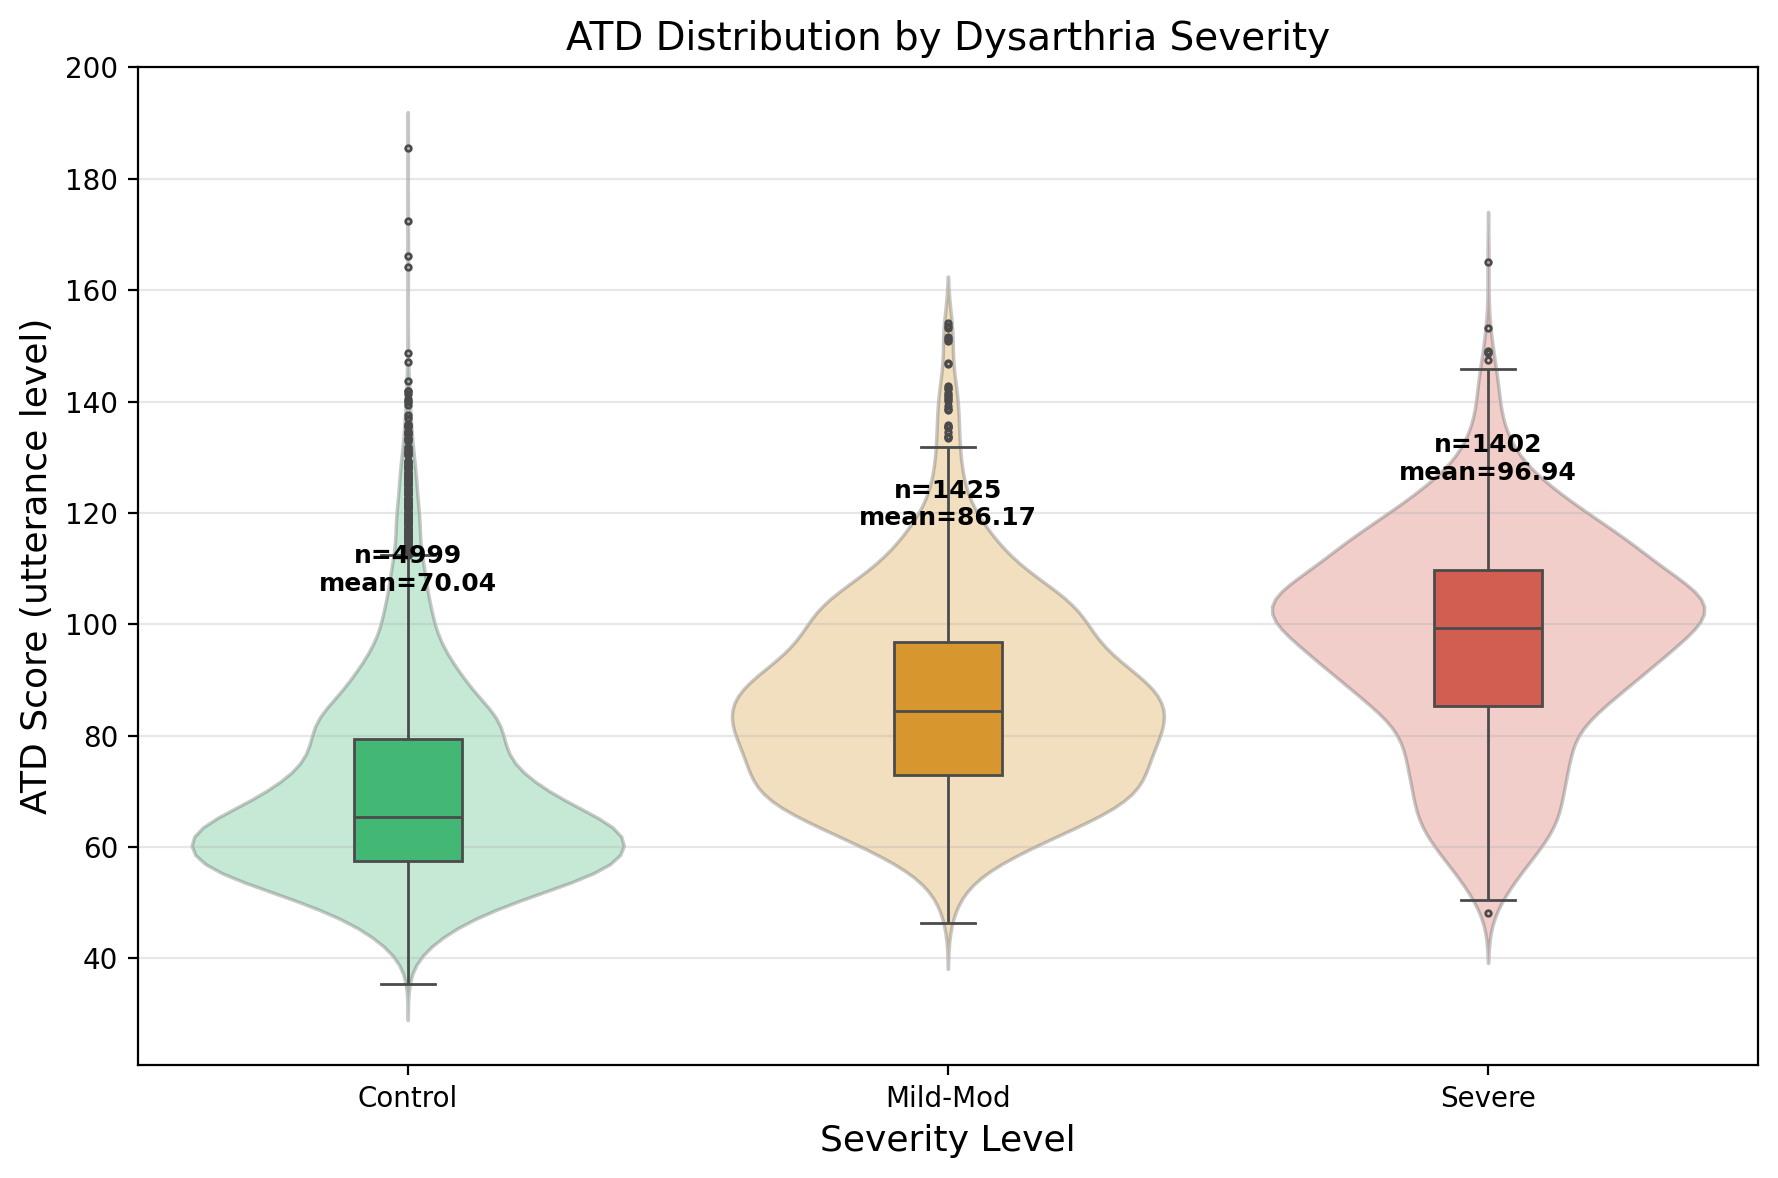 ATD Distribution by Dysarthria Severity
ATD Score (utterance level)
200
180
160
140
120
100
80
60
40
n=4999
mean=70.04
n=1425
mean=86.17
n=1402
mean=96.94
Control
Mild-Mod
Severe
Severity Level